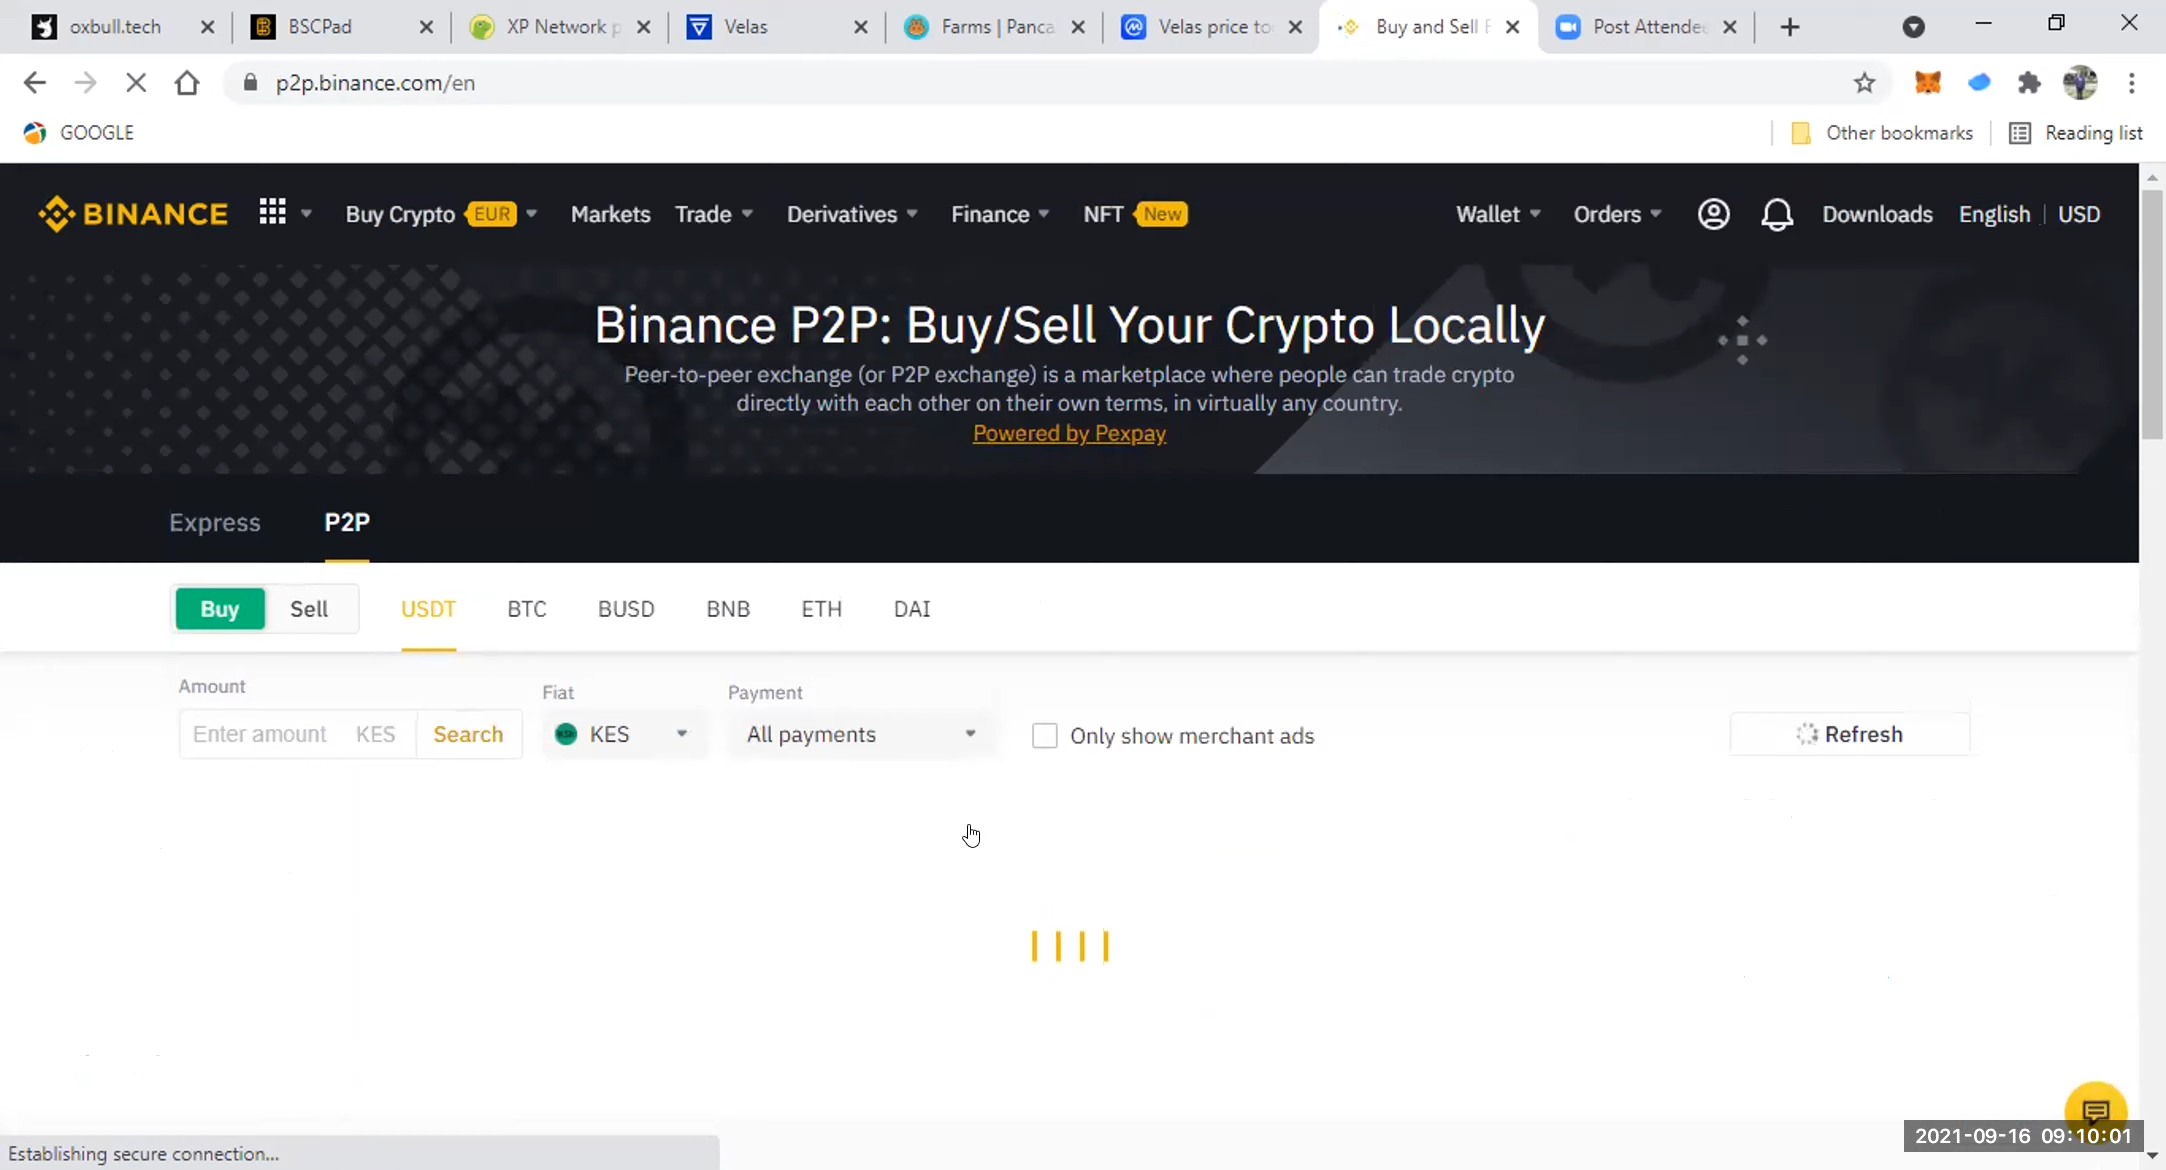 oxbull.tech
BSCPad
XP Network p
Velas
Farms | Panca
Velas price to
Buy and Sell F
Post Attendee
p2p.binance.com/en
GOOGLE
Other bookmarks
Reading list
BINANCE
Buy Crypto EUR
Markets
Trade
Derivatives
Finance
NFT New
Wallet
Orders
Downloads
English
USD
Binance P2P: Buy/Sell Your Crypto Locally
Peer-to-peer exchange (or P2P exchange) is a marketplace where people can trade crypto
directly with each other on their own terms, in virtually any country.
Powered by Pexpay
Express
P2P
Buy
Sell
USDT
BTC
BUSD
BNB
ETH
DAI
Amount
Fiat
Payment
Enter amount
KES
Search
KES
All payments
Only show merchant ads
Refresh
Establishing secure connection...
2021-09-16 09:10:01